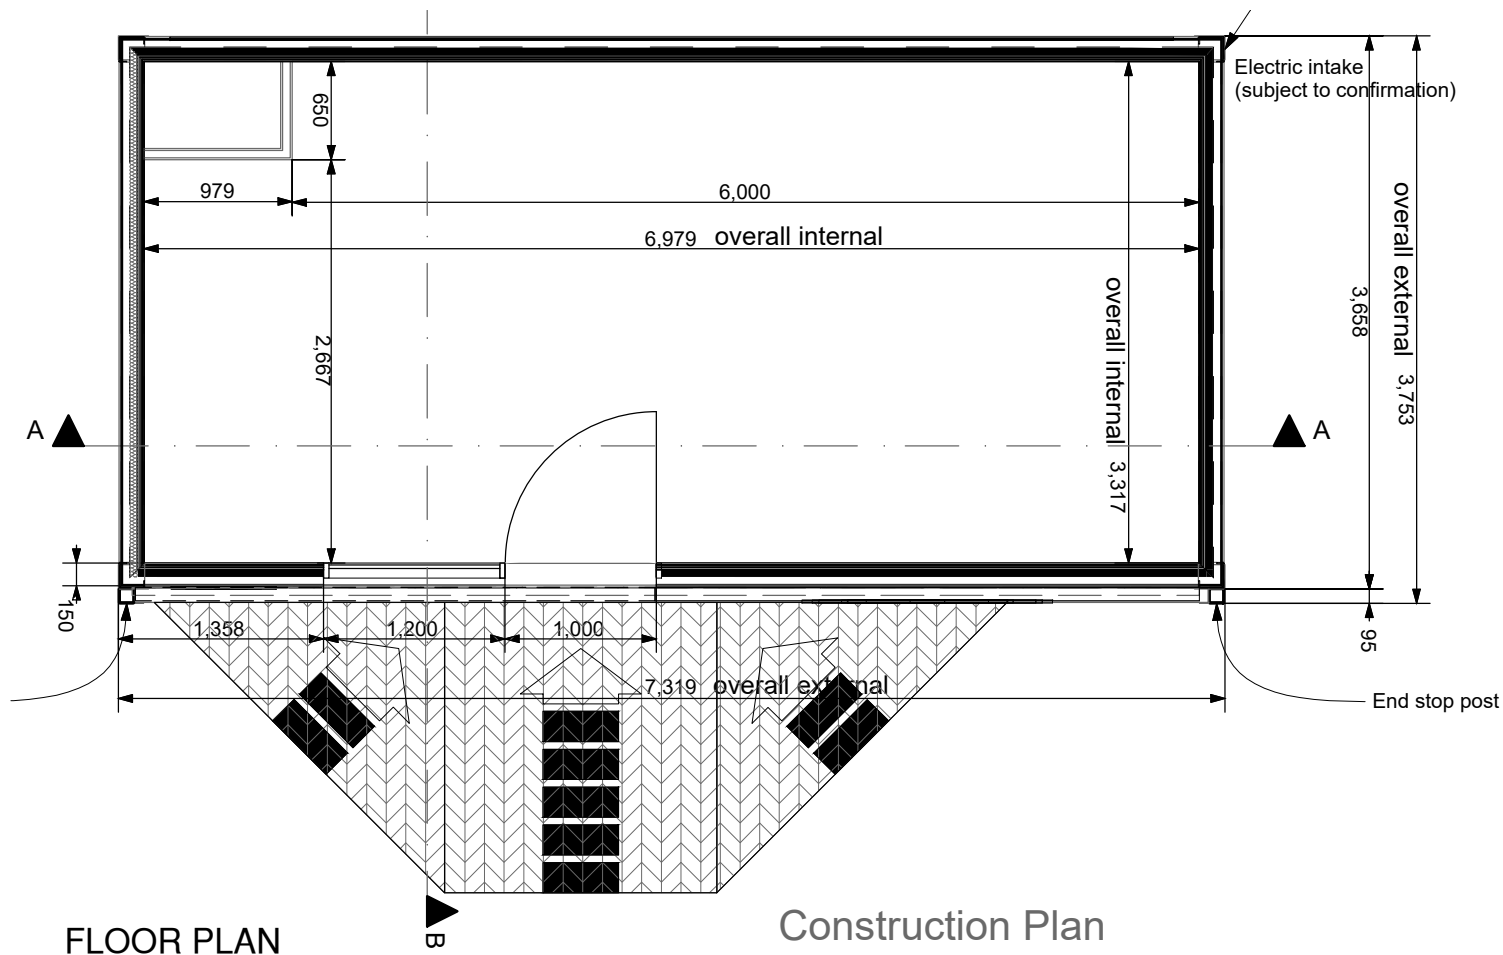 Electric intake
(subject to confirmation)
650
979
6,000
6,979 overall internal
2,667
overall internal 3,317
3,658
overall external 3,753
A
A
150
1,358
1,200
1,000
95
7,319 overall external
End stop post
B
FLOOR PLAN
Construction Plan